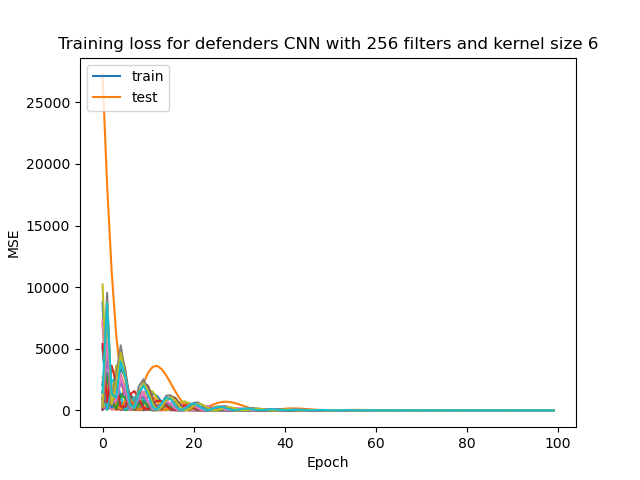 Training loss for defenders CNN with 256 filters and kernel size 6
train
test
25000
20000
15000
10000
5000
0
MSE
0 20 40 60 80 100
Epoch